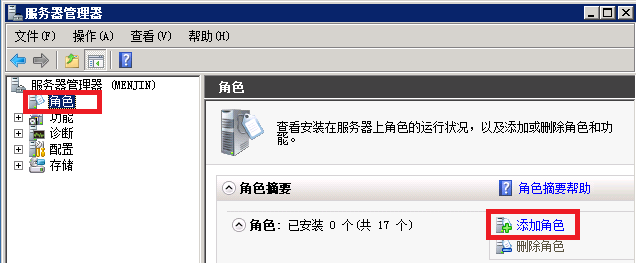 服务器管理器
文件(F) 操作(A) 查看(V) 帮助(H)
服务器管理器 (MENJIN)
角色
功能
诊断
配置
存储
角色
查看安装在服务器上角色的运行状况，以及添加或删除角色和功
能。
角色摘要
角色摘要帮助
角色: 已安装 0 个(共 17 个)
添加角色
删除角色